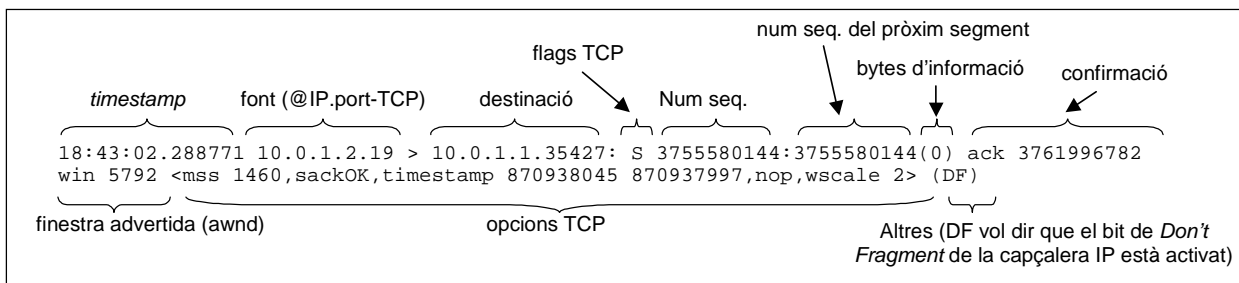 num seq. del pròxim segment
flags TCP
bytes d'informació
confirmació
timestamp
font (@IP.port-TCP)
destinació
Num seq.
18:43:02.288771 10.0.1.2.19 > 10.0.1.1.35427: S 3755580144:3755580144(0) ack 3761996782
win 5792 <mss 1460,sackOK,timestamp 870938045 870937997,nop,wscale 2> (DF)
finestra advertida (awnd)
opcions TCP
Altres (DF vol dir que el bit de Don't
Fragment de la capçalera IP està activat)